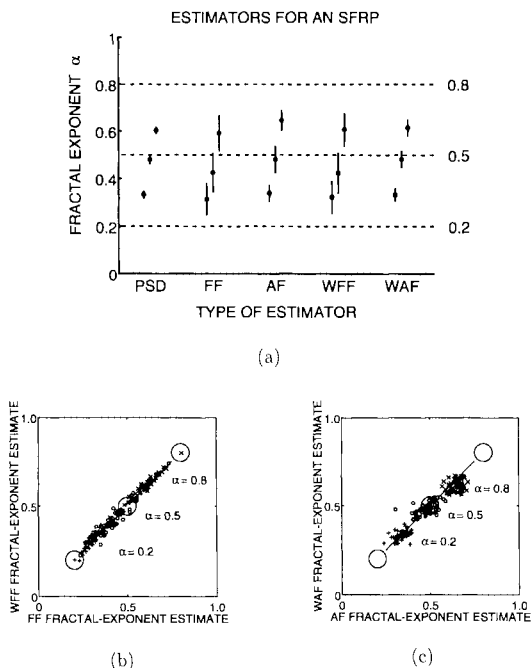 ESTIMATORS FOR AN SFRP
FRACTAL EXPONENT α
1
0.8
0.6
0.4
0.2
0
0.8
0.5
0.2
PSD FF AF WFF WAF
TYPE OF ESTIMATOR
(a)
WFF FRACTAL-EXPONENT ESTIMATE
1.0
0.5
0
0.5
1.0
α = 0.8
α = 0.5
α = 0.2
FF FRACTAL-EXPONENT ESTIMATE
(b)
WAF FRACTAL-EXPONENT ESTIMATE
1.0
0.5
0
0.5
1.0
α = 0.8
α = 0.5
α = 0.2
AF FRACTAL-EXPONENT ESTIMATE
(c)